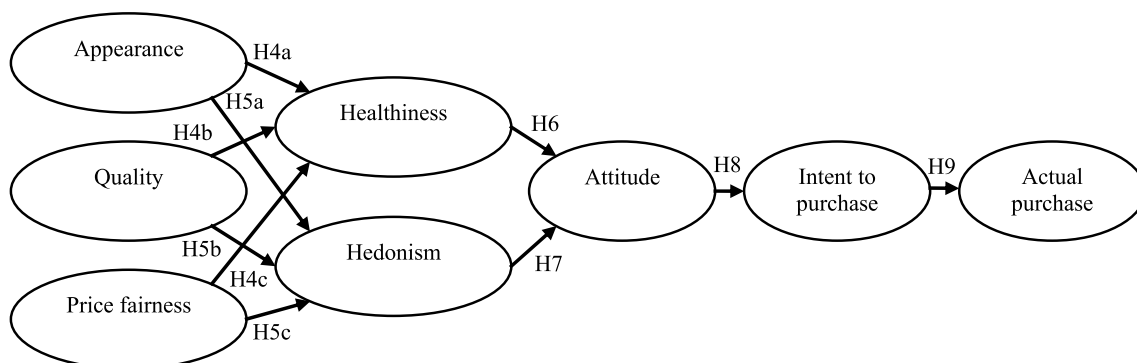 Appearance
H4a
H5a
Healthiness
H4b
H6
Quality
Attitude
H8
Intent to
purchase
H9
Actual
purchase
H5b
Hedonism
H4c
H7
Price fairness
H5c